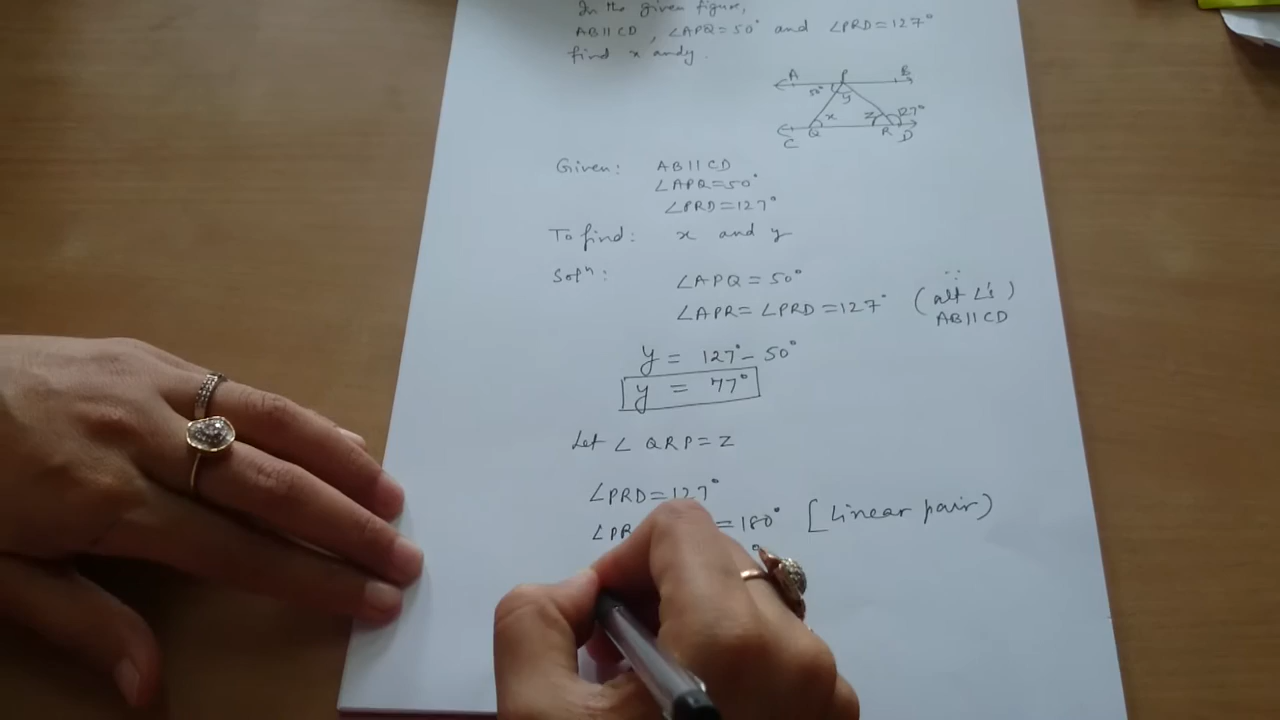 In the given figure,
AB॥CD, ∠APQ=50° and ∠PRD=127°
find x and y.
A P B
50° y
x z 127°
C Q R D
Given: AB॥CD
∠APQ=50°
∠PRD=127°
To find: x and y
Solⁿ: ∠APQ = 50°
∠APR = ∠PRD = 127° (alt ∠'s)
∵ AB॥CD
y = 127° - 50°
y = 77°
Let ∠QRP = Z
∠PRD = 127°
∠PR = 180° [Linear pair)